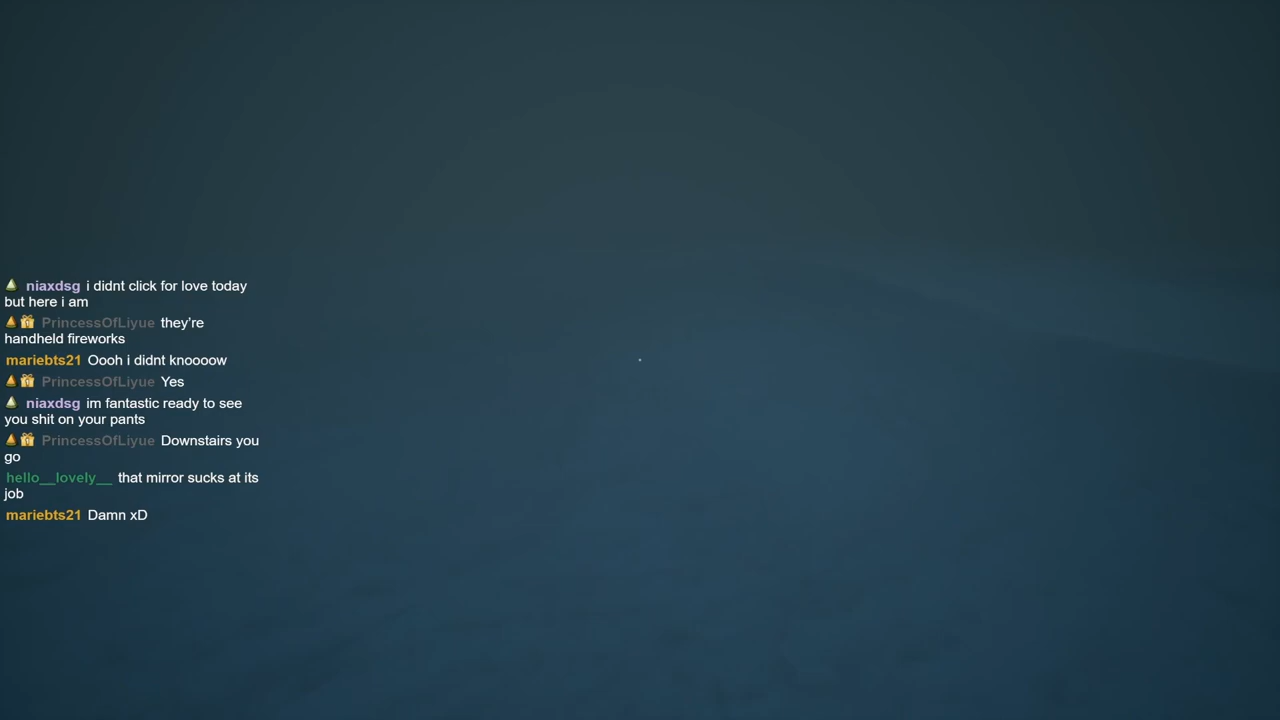 niaxdsg i didnt click for love today
but here i am
PrincessOfLiyue they're
handheld fireworks
mariebts21 Oooh i didnt knoooow
PrincessOfLiyue Yes
niaxdsg im fantastic ready to see
you shit on your pants
PrincessOfLiyue Downstairs you
go
hello__lovely__ that mirror sucks at its
job
mariebts21 Damn xD